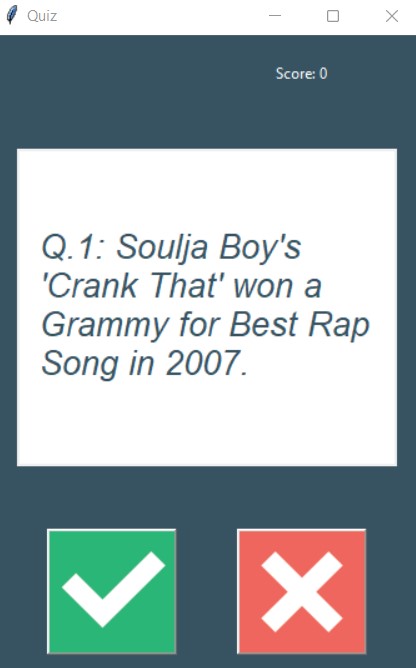 Quiz
Score: 0
Q.1: Soulja Boy's
'Crank That' won a
Grammy for Best Rap
Song in 2007.